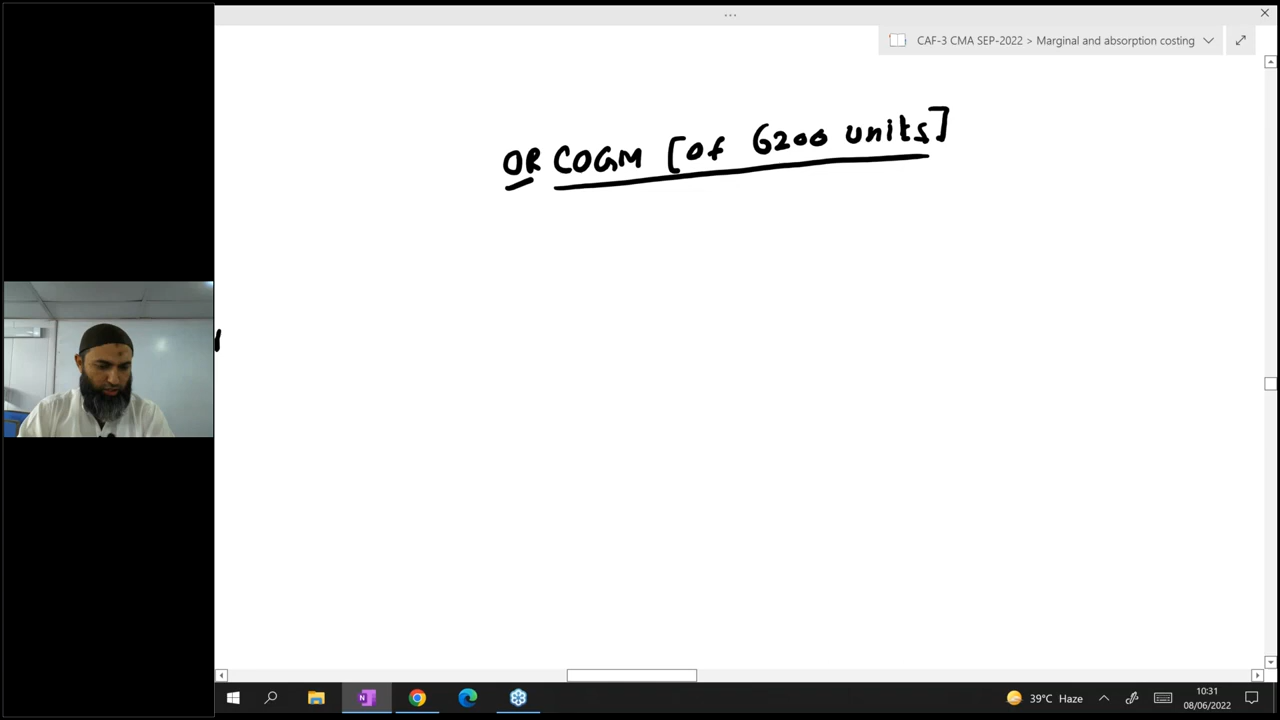 CAF-3 CMA SEP-2022 > Marginal and absorption costing
OR COGM [of 6200 units]
39°C Haze
10:31
08/06/2022